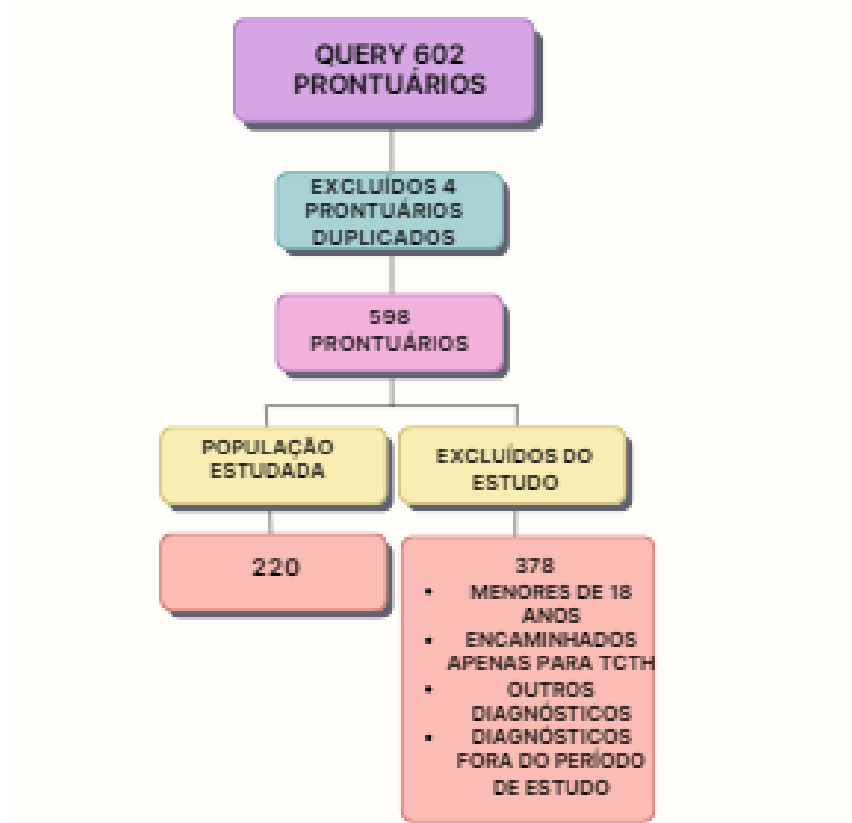 QUERY 602
PRONTUÁRIOS
EXCLUÍDOS 4
PRONTUÁRIOS
DUPLICADOS
598
PRONTUÁRIOS
POPULAÇÃO
ESTUDADA
EXCLUÍDOS DO
ESTUDO
220
378
• MENORES DE 18
ANOS
• ENCAMINHADOS
APENAS PARA TCTH
• OUTROS
DIAGNÓSTICOS
• DIAGNÓSTICOS
FORA DO PERÍODO
DE ESTUDO